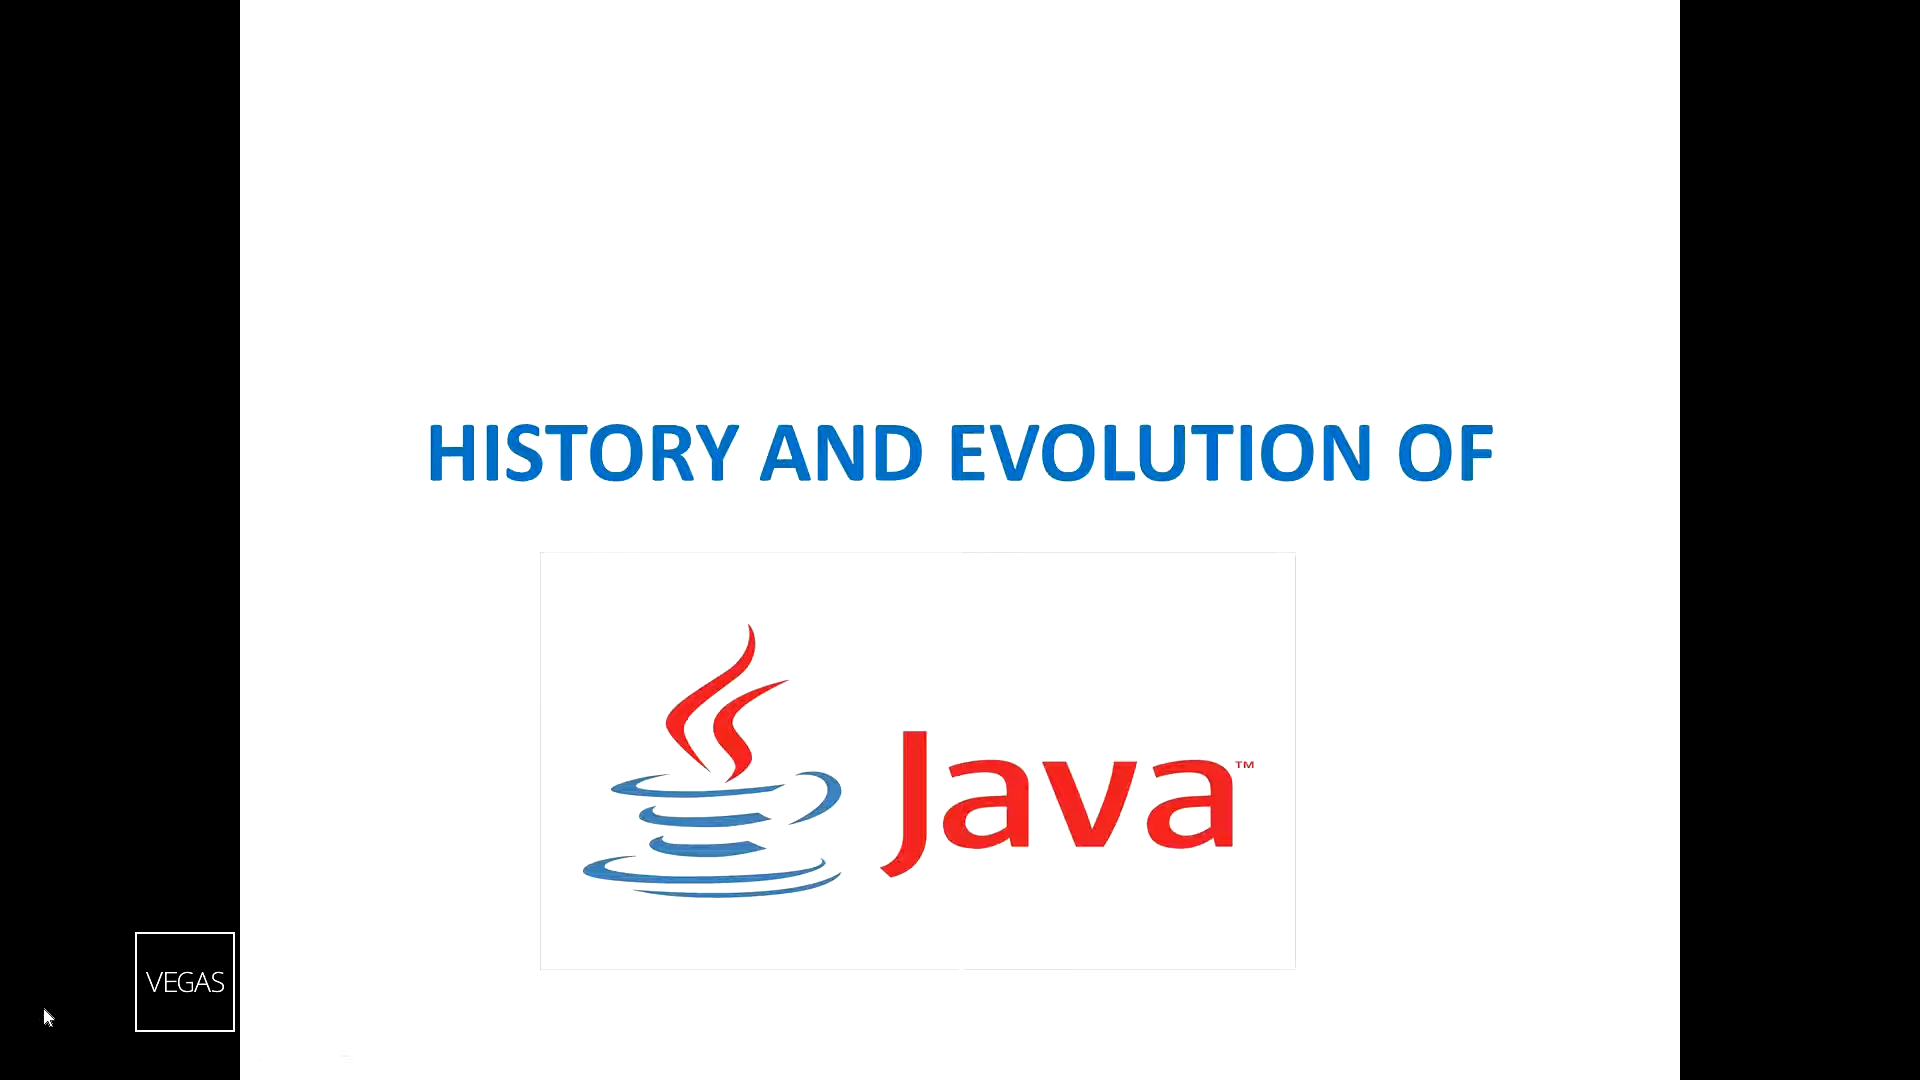 HISTORY AND EVOLUTION OF
Java™
VEGAS